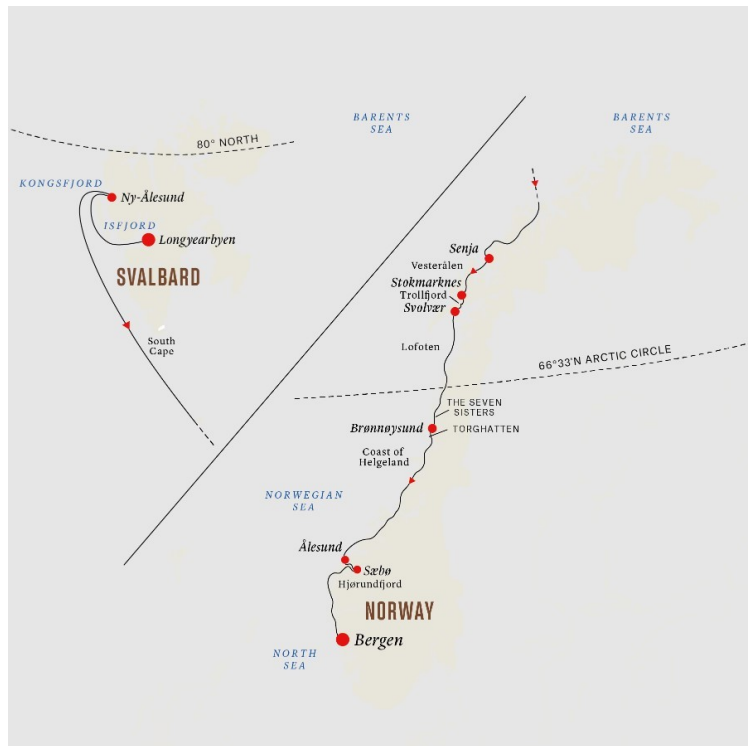 BARENTS
SEA
BARENTS
SEA
80° NORTH
KONGSFJORD
Ny-Ålesund
ISFJORD
Longyearbyen
SVALBARD
South
Cape
Senja
Vesterålen
Stokmarknes
Trollfjord
Svolvær
Lofoten
66°33'N ARCTIC CIRCLE
THE SEVEN
SISTERS
Brønnøysund
TORGHATTEN
Coast of
Helgeland
NORWEGIAN
SEA
Ålesund
Sæbø
Hjørundfjord
NORWAY
Bergen
NORTH
SEA